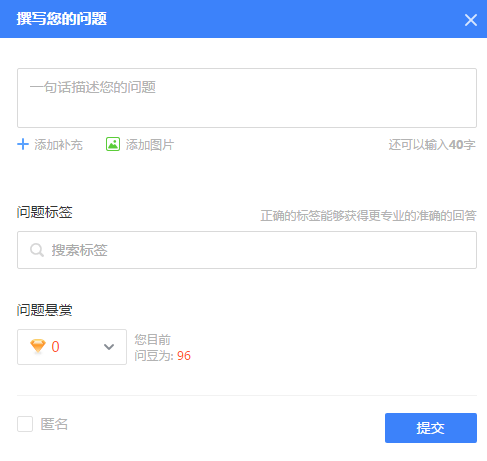 撰写您的问题
一句话描述您的问题
添加补充 添加图片 还可以输入40字
问题标签 正确的标签能够获得更专业的准确的回答
搜索标签
问题悬赏
0
您目前
问豆为: 96
匿名 提交